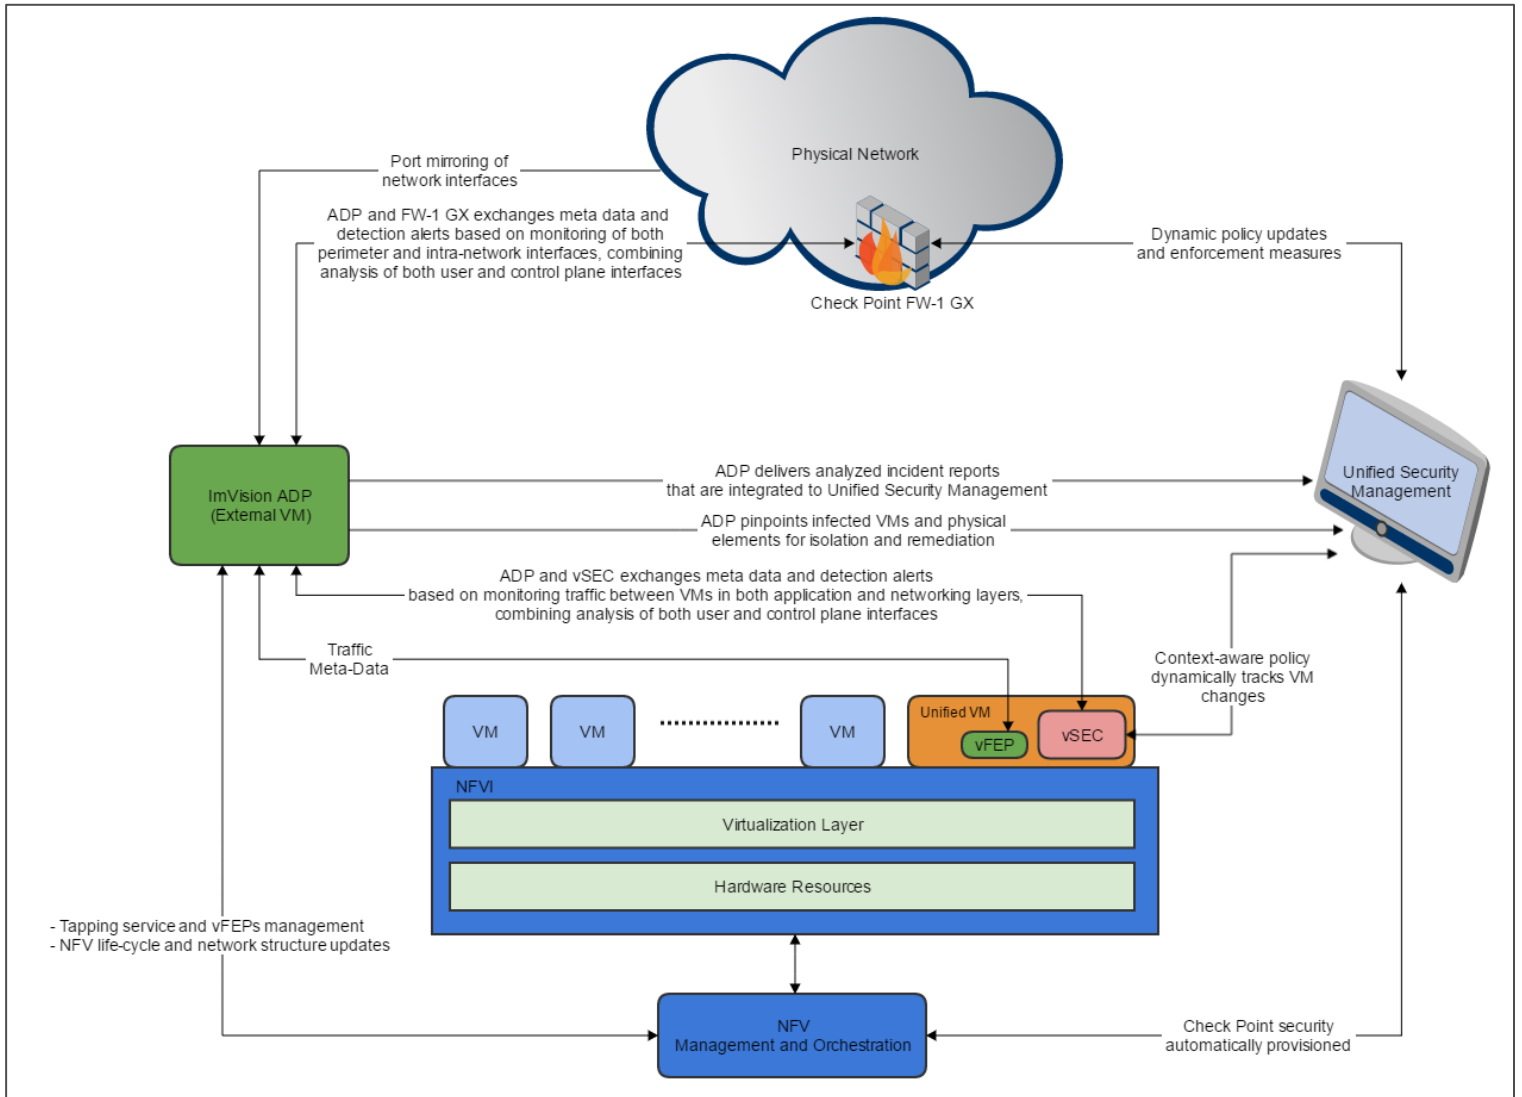 Physical Network
Port mirroring of
network interfaces
ADP and FW-1 GX exchanges meta data and
detection alerts based on monitoring of both
perimeter and intra-network interfaces, combining
analysis of both user and control plane interfaces
Dynamic policy updates
and enforcement measures
Check Point FW-1 GX
ImVision ADP
(External VM)
ADP delivers analyzed incident reports
that are integrated to Unified Security Management
Unified Security
Management
ADP pinpoints infected VMs and physical
elements for isolation and remediation
ADP and vSEC exchanges meta data and detection alerts
based on monitoring traffic between VMs in both application and networking layers,
combining analysis of both user and control plane interfaces
Traffic
Meta-Data
Context-aware policy
dynamically tracks VM
changes
VM
VM
VM
Unified VM
vFEP
vSEC
NFVI
Virtualization Layer
Hardware Resources
- Tapping service and vFEPs management
- NFV life-cycle and network structure updates
NFV
Management and Orchestration
Check Point security
automatically provisioned